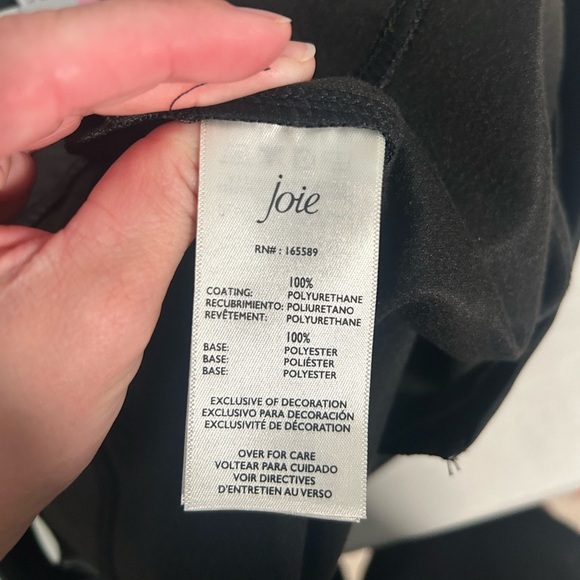 joie
RN#: 165589
100%
COATING: POLYURETHANE
RECUBRIMIENTO: POLIURETANO
REVÊTEMENT: POLYURETHANE
100%
BASE: POLYESTER
BASE: POLIÉSTER
BASE: POLYESTER
EXCLUSIVE OF DECORATION
EXCLUSIVO PARA DECORACIÓN
EXCLUSIVITÉ DE DÉCORATION
OVER FOR CARE
VOLTEAR PARA CUIDADO
VOIR DIRECTIVES
D'ENTRETIEN AU VERSO